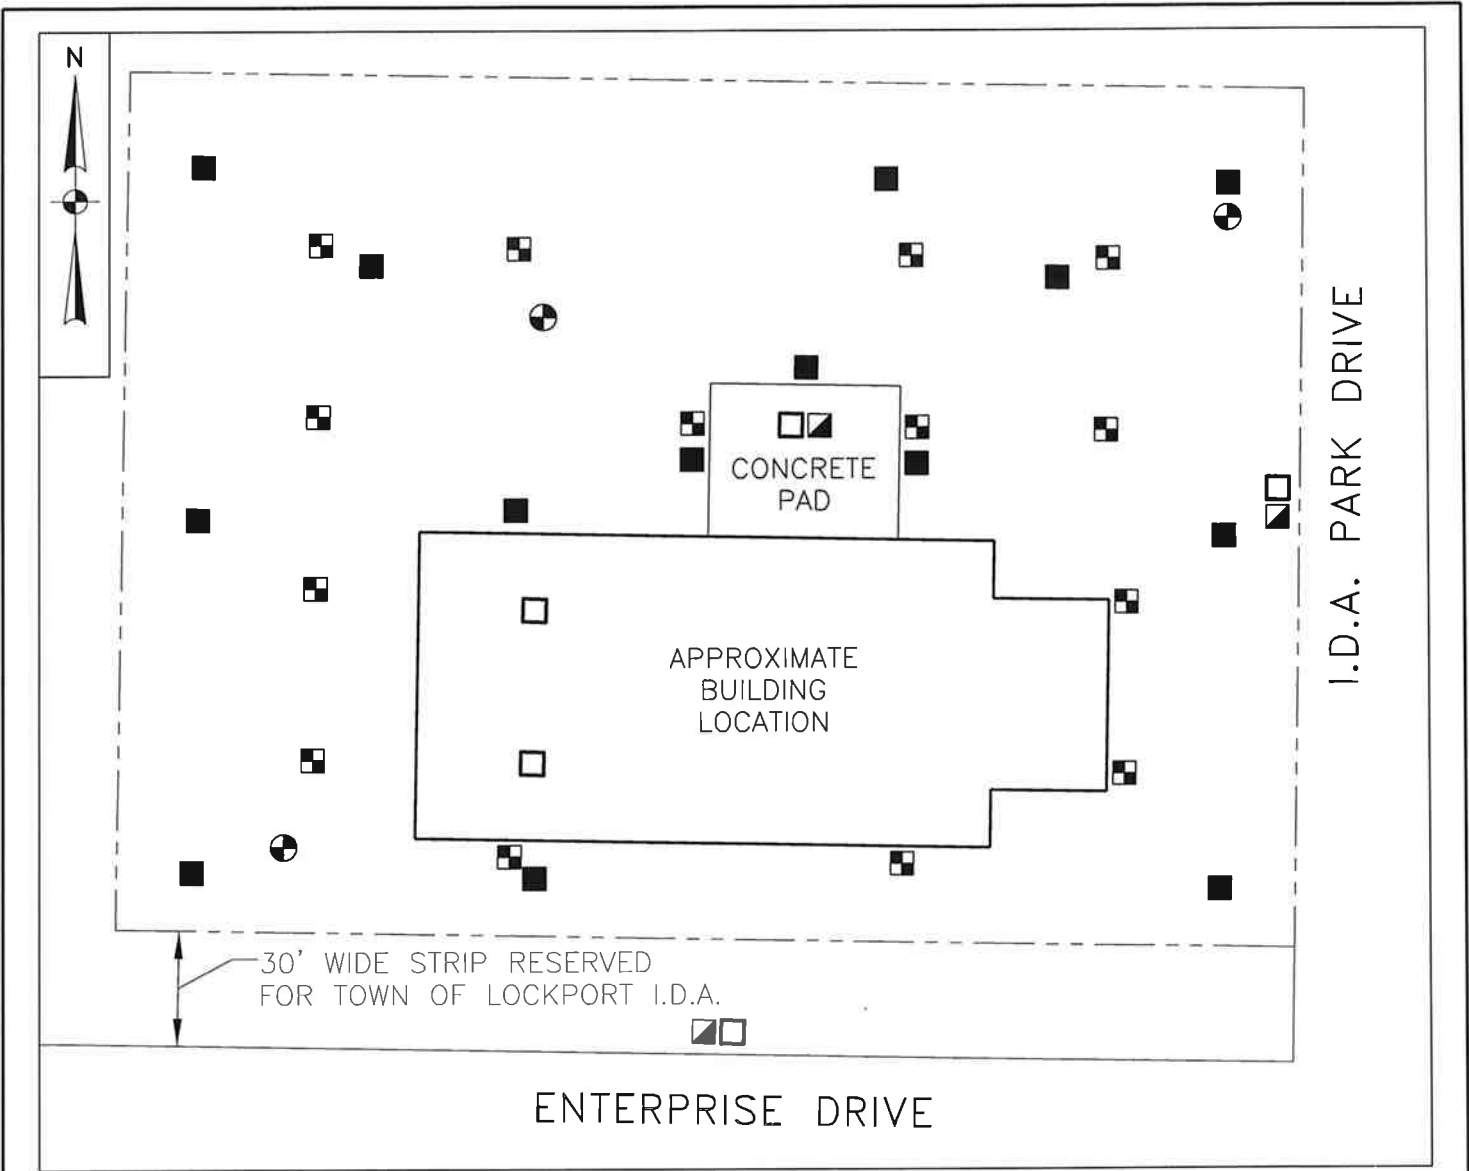 N
CONCRETE
PAD
I.D.A. PARK DRIVE
APPROXIMATE
BUILDING
LOCATION
30' WIDE STRIP RESERVED
FOR TOWN OF LOCKPORT I.D.A.
ENTERPRISE DRIVE